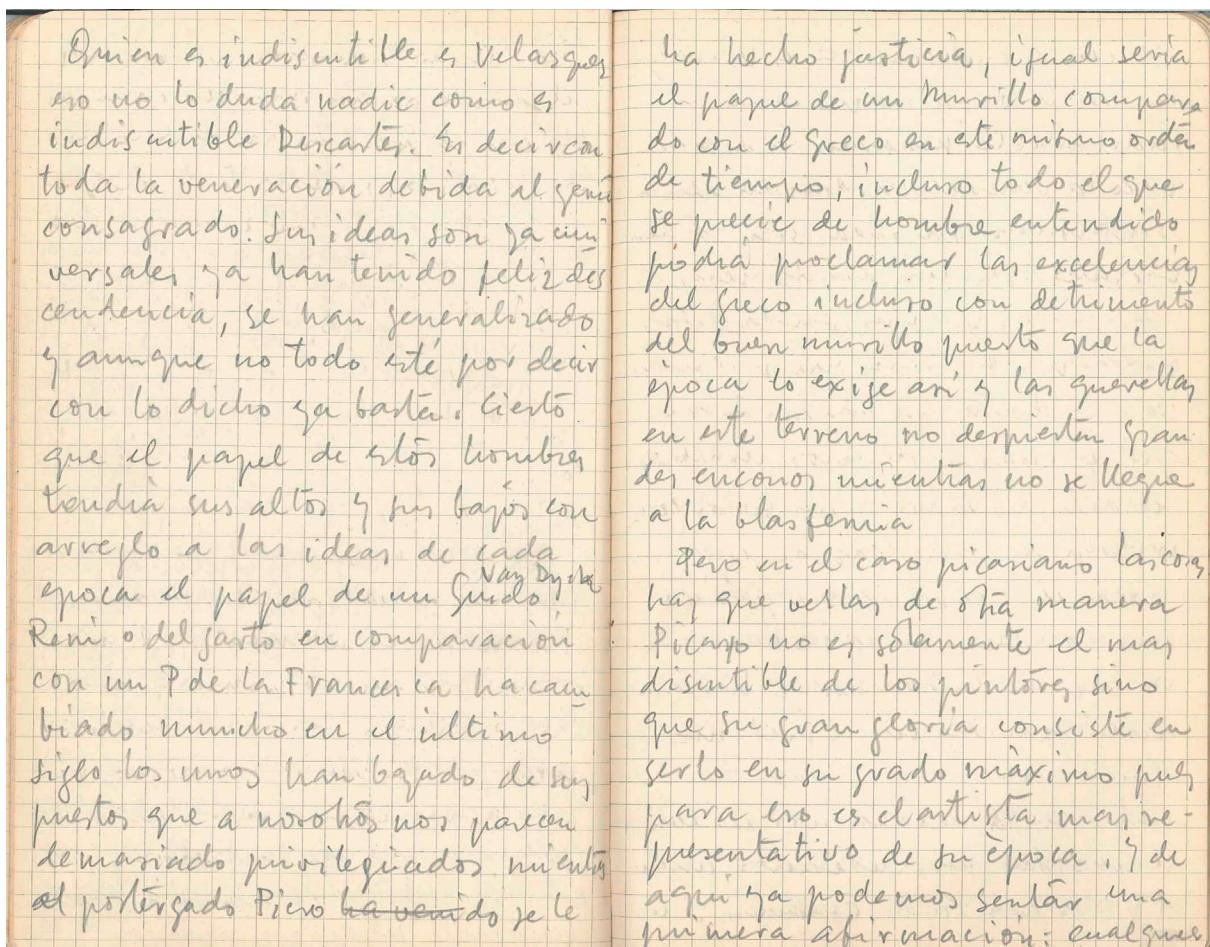 Quien es indiscutible es Velasquez
eso no lo duda nadie como es
indiscutible Descartes. Es decir con
toda la veneración debida al genio
consagrado. Sus ideas son ya uni
versales ya han tenido feliz des
cendencia, se han generalizado
y aunque no todo esté por decir
con lo dicho ya basta. Cierto
que el papel de estos hombres
tendrá sus altos y sus bajos con
arreglo a las ideas de cada
Van Dyck
epoca el papel de un Guido
Reni o del Sarto en comparación
con un P de la Francesca ha cam
biado mucho en el último
siglo los unos han bajado de sus
puestos que a nosotros nos parecen
demasiado privilegiados mientras
al postergado Piero ha venido se le
ha hecho justicia, igual sería
el papel de un Murillo compara
do con el Greco en este mismo orden
de tiempo, incluso todo el que
se precie de hombre entendido
podrá proclamar las excelencias
del Greco incluso con detrimento
del buen murillo puesto que la
época lo exige así y las querellas
en este terreno no despiertan gran
des enconos mientras no se llegue
a la blasfemia
Pero en el caso picasiano las cosas
hay que verlas de otra manera
Picasso no es sólamente el mas
discutible de los pintores sino
que su gran gloria consiste en
serlo en su grado máximo pues
para eso es el artista mas re-
presentativo de su época, y de
aqui ya podemos sentar una
primera afirmación: cualquier